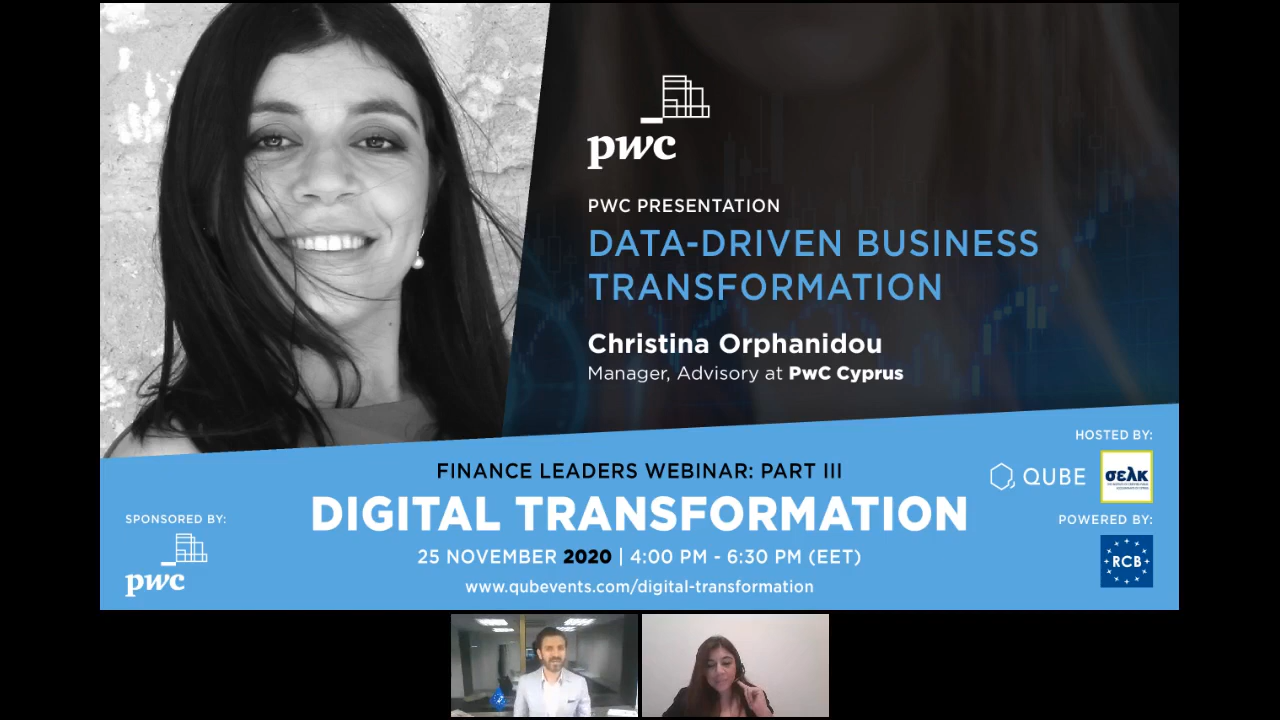 pwc
PWC PRESENTATION
DATA-DRIVEN BUSINESS
TRANSFORMATION
Christina Orphanidou
Manager, Advisory at PwC Cyprus
HOSTED BY:
QUBE
σελκ
FINANCE LEADERS WEBINAR: PART III
DIGITAL TRANSFORMATION
25 NOVEMBER 2020 | 4:00 PM - 6:30 PM (EET)
www.qubevents.com/digital-transformation
SPONSORED BY:
pwc
POWERED BY:
RCB